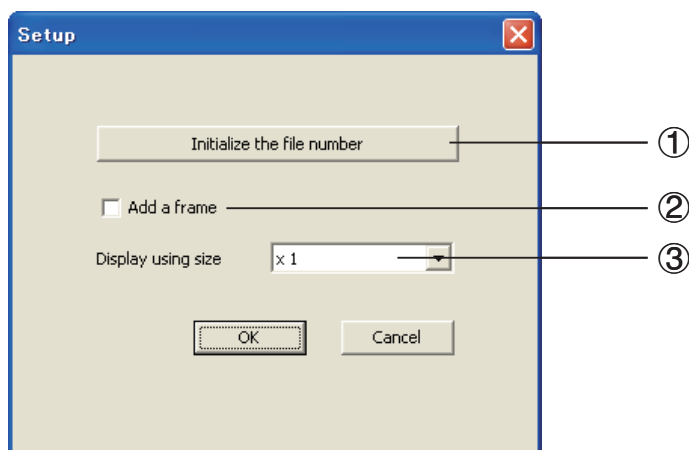 Setup
Initialize the file number ①
Add a frame ②
Display using size x 1 ③
OK Cancel